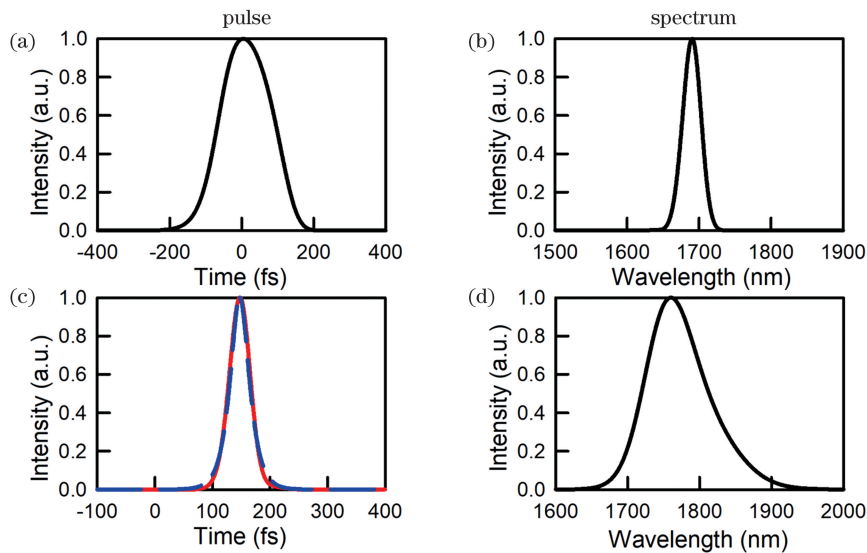 pulse
spectrum
(a)
1.0
0.8
0.6
0.4
0.2
0.0
Intensity (a.u.)
-400 -200 0 200 400
Time (fs)
(b)
1.0
0.8
0.6
0.4
0.2
0.0
Intensity (a.u.)
1500 1600 1700 1800 1900
Wavelength (nm)
(c)
1.0
0.8
0.6
0.4
0.2
0.0
Intensity (a.u.)
-100 0 100 200 300 400
Time (fs)
(d)
1.0
0.8
0.6
0.4
0.2
0.0
Intensity (a.u.)
1600 1700 1800 1900 2000
Wavelength (nm)